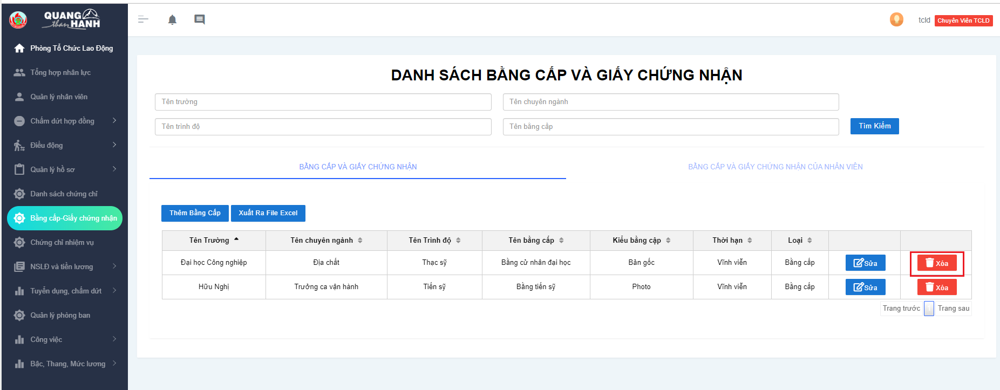 QUANG
than HANH
tcld Chuyên Viên TCLD
Phòng Tổ Chức Lao Động
Tổng hợp nhân lực
Quản lý nhân viên
Chấm dứt hợp đồng
Điều động
Quản lý hồ sơ
Danh sách chứng chỉ
Bằng cấp-Giấy chứng nhận
Chứng chỉ nhiệm vụ
NSLĐ và tiền lương
Tuyển dụng, chấm dứt
Quản lý phòng ban
Công việc
Bậc, Thang, Mức lương
DANH SÁCH BẰNG CẤP VÀ GIẤY CHỨNG NHẬN
Tên trường Tên chuyên ngành
Tên trình độ Tên bằng cấp Tìm Kiếm
BẰNG CẤP VÀ GIẤY CHỨNG NHẬN BẰNG CẤP VÀ GIẤY CHỨNG NHẬN CỦA NHÂN VIÊN
Thêm Bằng Cấp Xuất Ra File Excel
Tên Trường Tên chuyên ngành Tên Trình độ Tên bằng cấp Kiểu bằng cập Thời hạn Loại
Đại học Công nghiệp Địa chất Thạc sỹ Bằng cử nhân đại học Bản gốc Vĩnh viễn Bằng cấp Sửa Xóa
Hữu Nghị Trưởng ca vận hành Tiến sỹ Bằng tiến sỹ Photo Vĩnh viễn Bằng cấp Sửa Xóa
Trang trước Trang sau